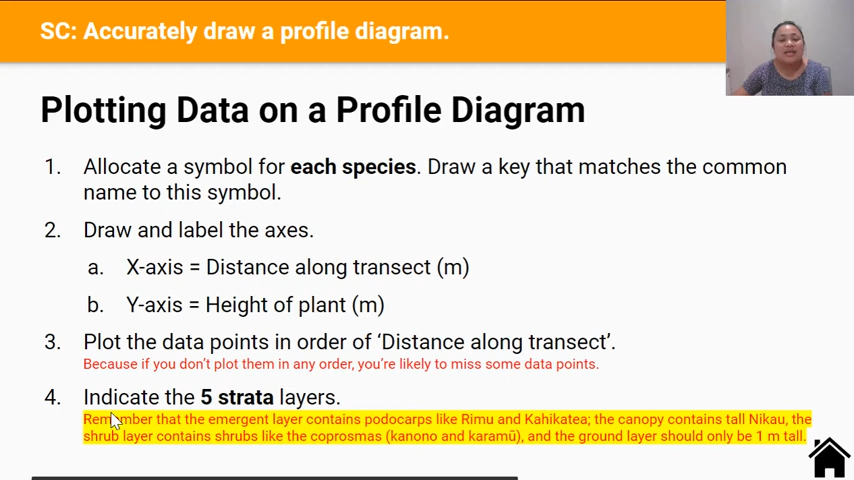 SC: Accurately draw a profile diagram.
Plotting Data on a Profile Diagram
1. Allocate a symbol for each species. Draw a key that matches the common
name to this symbol.
2. Draw and label the axes.
a. X-axis = Distance along transect (m)
b. Y-axis = Height of plant (m)
3. Plot the data points in order of ‘Distance along transect’.
Because if you don’t plot them in any order, you’re likely to miss some data points.
4. Indicate the 5 strata layers.
Remember that the emergent layer contains podocarps like Rimu and Kahikatea; the canopy contains tall Nikau, the
shrub layer contains shrubs like the coprosmas (kanono and karamū), and the ground layer should only be 1 m tall.